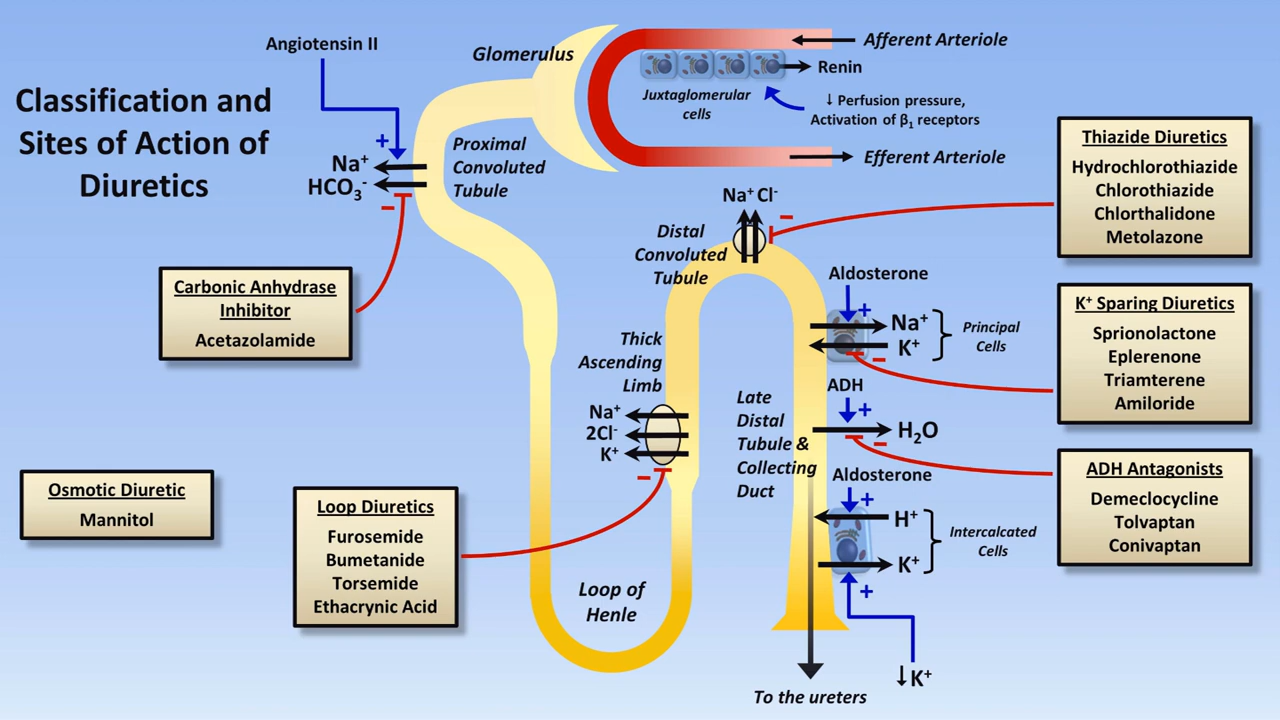 Classification and
Sites of Action of
Diuretics
Angiotensin II
+
Na⁺
HCO₃⁻
−
Proximal
Convoluted
Tubule
Glomerulus
Afferent Arteriole
Renin
Juxtaglomerular
cells
↓ Perfusion pressure,
Activation of β₁ receptors
Efferent Arteriole
Carbonic Anhydrase
Inhibitor
Acetazolamide
Osmotic Diuretic
Mannitol
Loop Diuretics
Furosemide
Bumetanide
Torsemide
Ethacrynic Acid
−
Thick
Ascending
Limb
Na⁺
2Cl⁻
K⁺
Loop of
Henle
Distal
Convoluted
Tubule
Na⁺ Cl⁻
−
Thiazide Diuretics
Hydrochlorothiazide
Chlorothiazide
Chlorthalidone
Metolazone
Aldosterone
+
Na⁺
K⁺
−
Principal
Cells
K⁺ Sparing Diuretics
Sprionolactone
Eplerenone
Triamterene
Amiloride
Late
Distal
Tubule &
Collecting
Duct
ADH
+
H₂O
−
ADH Antagonists
Demeclocycline
Tolvaptan
Conivaptan
Aldosterone
+
H⁺
K⁺
Intercalcated
Cells
+
↓K⁺
To the ureters